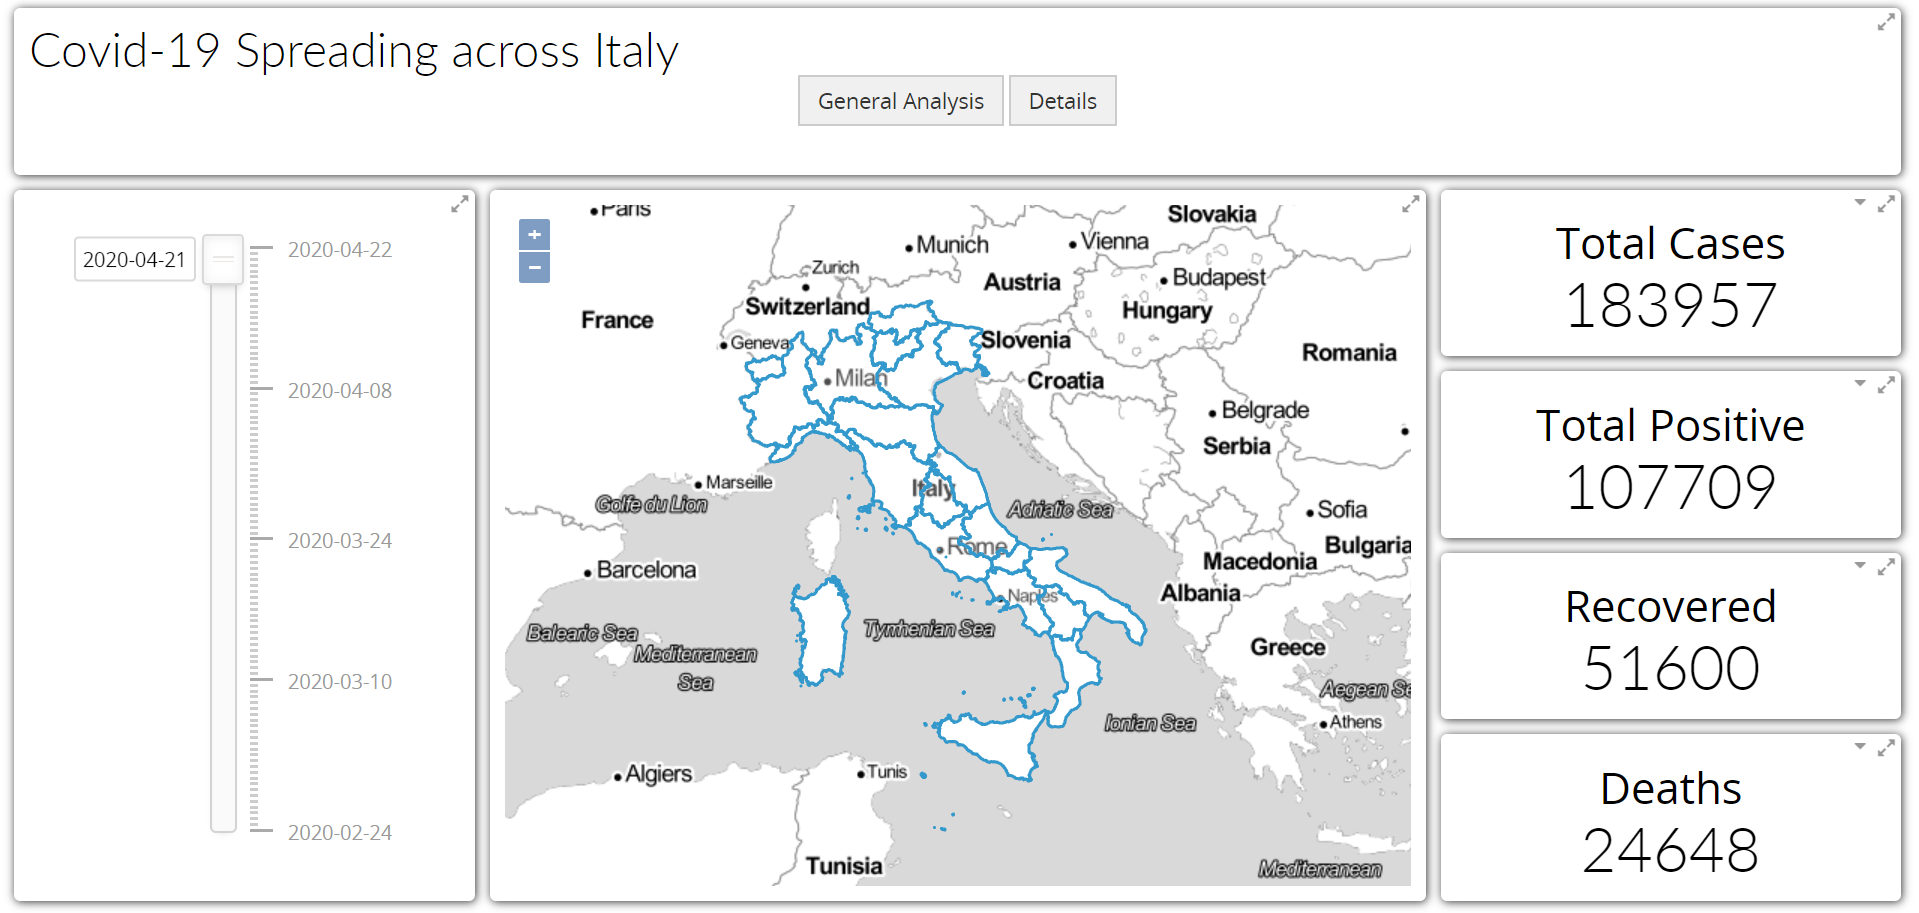 Covid-19 Spreading across Italy
General Analysis
Details
2020-04-21
2020-04-22
2020-04-08
2020-03-24
2020-03-10
2020-02-24
+
−
Paris
Munich
Vienna
Slovakia
Zurich
Austria
Budapest
Switzerland
Hungary
France
Geneva
Slovenia
Romania
Milan
Croatia
Belgrade
Serbia
Marseille
Golfe du Lion
Italy
Adriatic Sea
Sofia
Rome
Bulgaria
Macedonia
Barcelona
Naples
Albania
Balearic Sea
Tyrrhenian Sea
Mediterranean
Sea
Greece
Aegean Se
Ionian Sea
Athens
Algiers
Tunis
Tunisia
Mediterranean
Total Cases
183957
Total Positive
107709
Recovered
51600
Deaths
24648